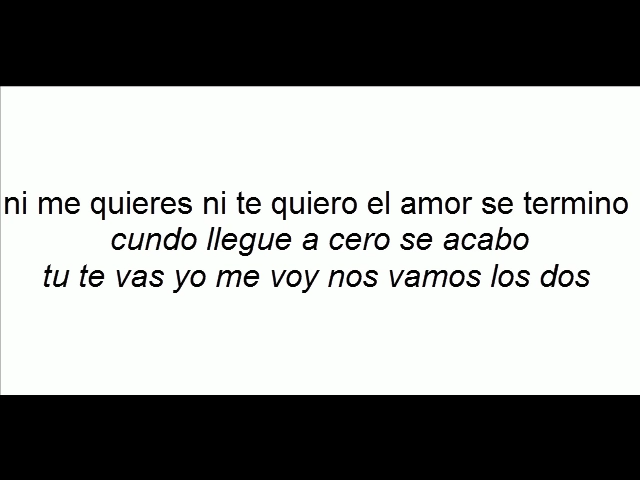 ni me quieres ni te quiero el amor se termino
cundo llegue a cero se acabo
tu te vas yo me voy nos vamos los dos